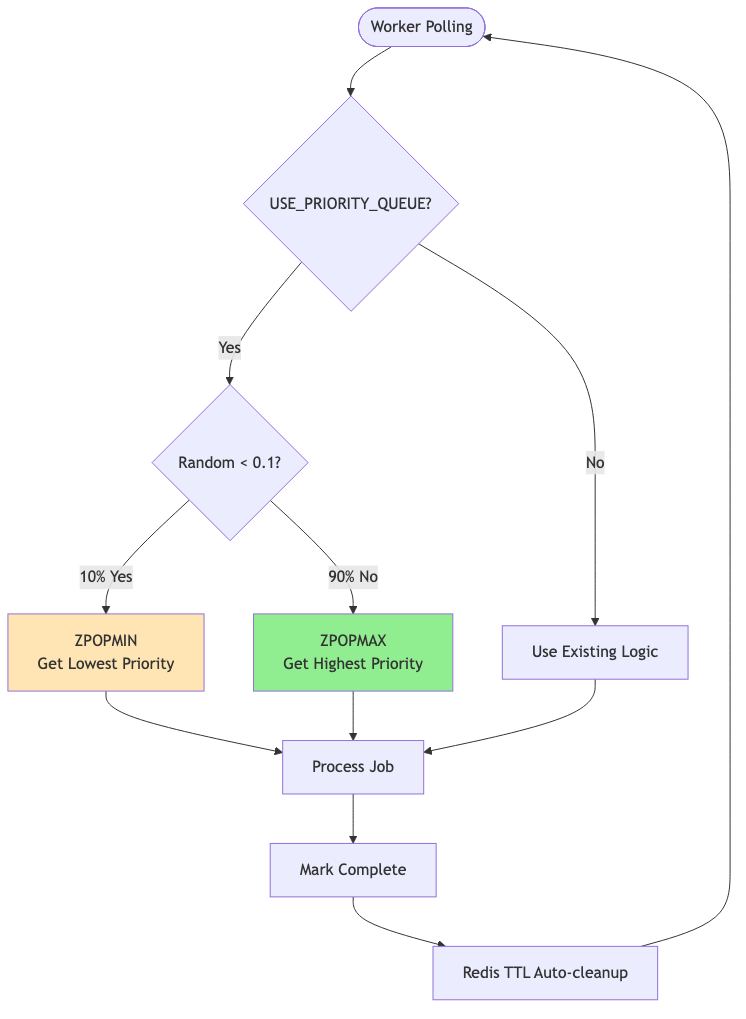 Worker Polling
USE_PRIORITY_QUEUE?
Yes
No
Random < 0.1?
10% Yes
90% No
ZPOPMIN
Get Lowest Priority
ZPOPMAX
Get Highest Priority
Use Existing Logic
Process Job
Mark Complete
Redis TTL Auto-cleanup